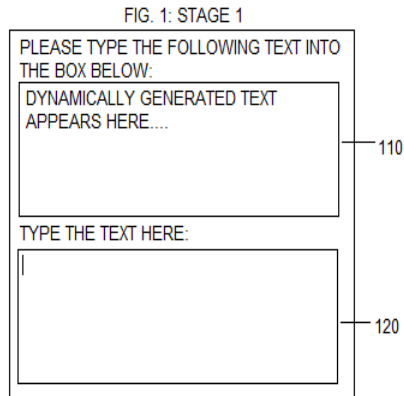 FIG. 1: STAGE 1
PLEASE TYPE THE FOLLOWING TEXT INTO
THE BOX BELOW:
DYNAMICALLY GENERATED TEXT
APPEARS HERE....
110
TYPE THE TEXT HERE:
120